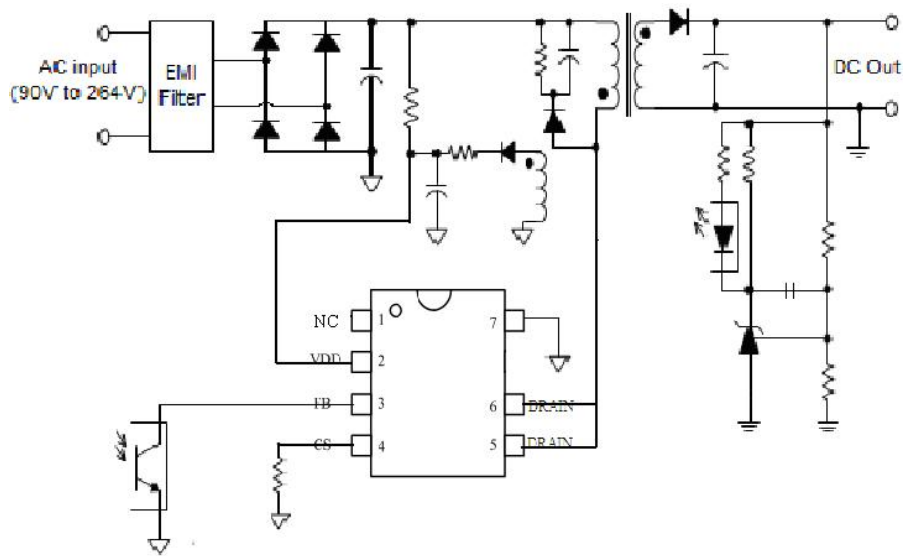 AC input
(90V to 264V)
EMI
Filter
DC Out
NC
1
7
VDD
2
FB
3
6
DRAIN
CS
4
5
DRAIN